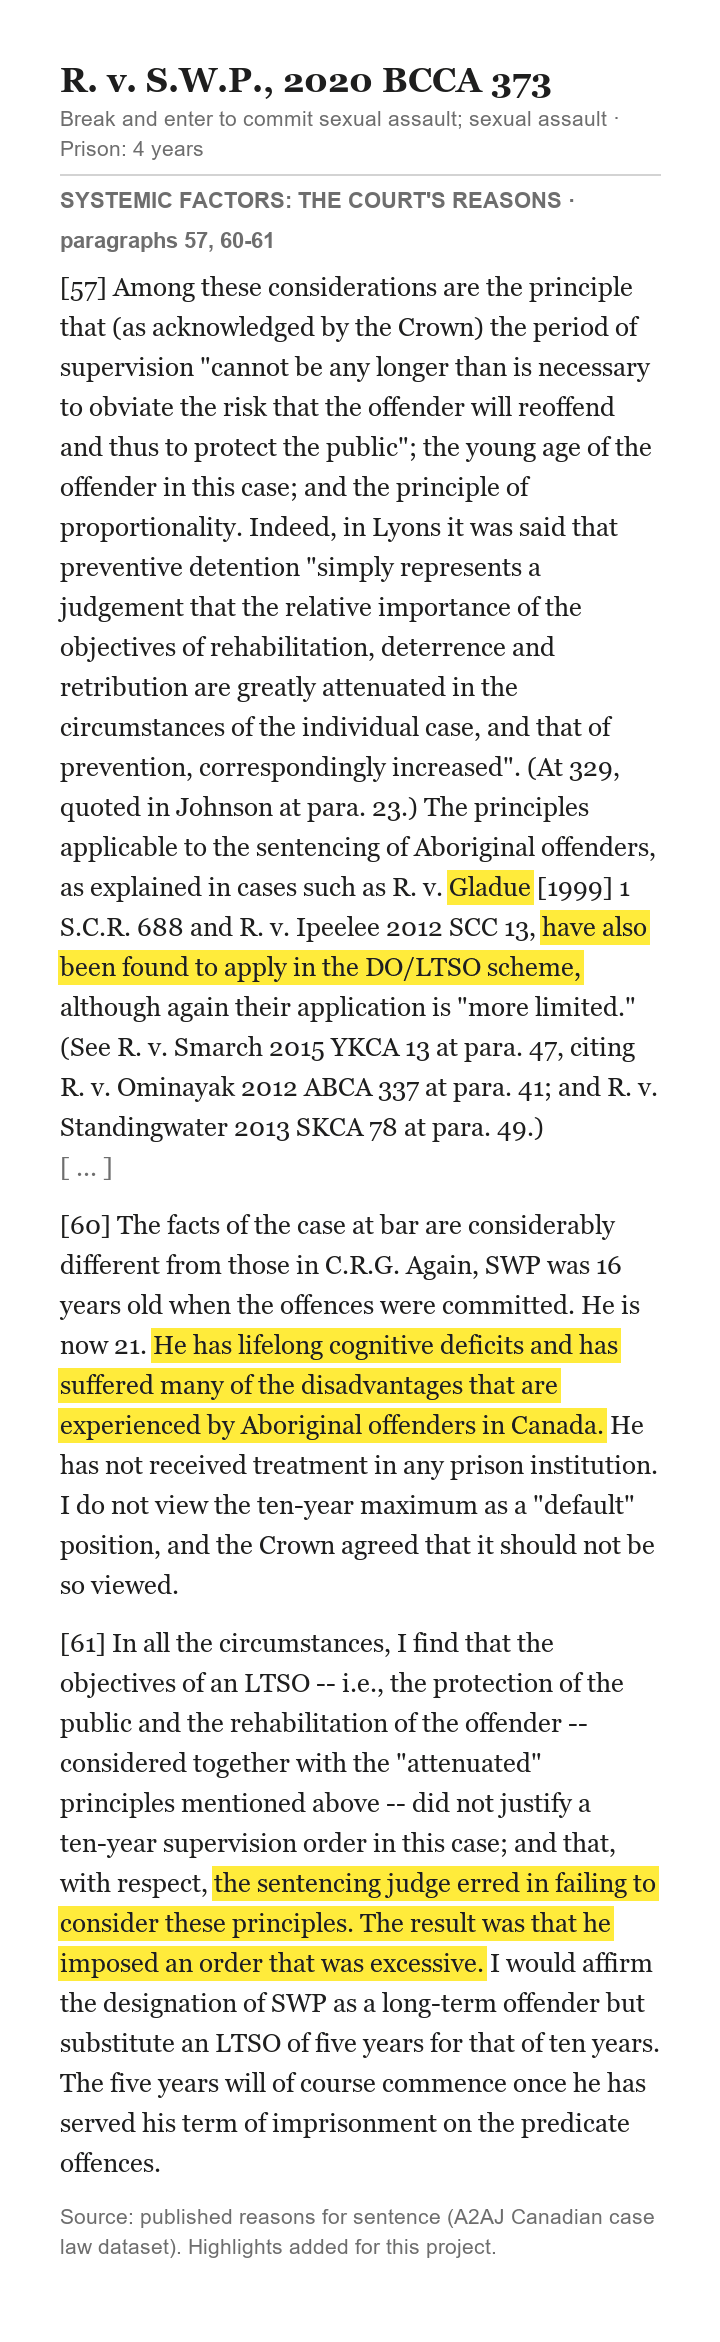 R. v. S.W.P., 2020 BCCA 373
Break and enter to commit sexual assault; sexual assault ·
Prison: 4 years
SYSTEMIC FACTORS: THE COURT'S REASONS ·
paragraphs 57, 60-61
[57] Among these considerations are the principle
that (as acknowledged by the Crown) the period of
supervision "cannot be any longer than is necessary
to obviate the risk that the offender will reoffend
and thus to protect the public"; the young age of the
offender in this case; and the principle of
proportionality. Indeed, in Lyons it was said that
preventive detention "simply represents a
judgement that the relative importance of the
objectives of rehabilitation, deterrence and
retribution are greatly attenuated in the
circumstances of the individual case, and that of
prevention, correspondingly increased". (At 329,
quoted in Johnson at para. 23.) The principles
applicable to the sentencing of Aboriginal offenders,
as explained in cases such as R. v. Gladue [1999] 1
S.C.R. 688 and R. v. Ipeelee 2012 SCC 13, have also
been found to apply in the DO/LTSO scheme,
although again their application is "more limited."
(See R. v. Smarch 2015 YKCA 13 at para. 47, citing
R. v. Ominayak 2012 ABCA 337 at para. 41; and R. v.
Standingwater 2013 SKCA 78 at para. 49.)
[ ... ]
[60] The facts of the case at bar are considerably
different from those in C.R.G. Again, SWP was 16
years old when the offences were committed. He is
now 21. He has lifelong cognitive deficits and has
suffered many of the disadvantages that are
experienced by Aboriginal offenders in Canada. He
has not received treatment in any prison institution.
I do not view the ten-year maximum as a "default"
position, and the Crown agreed that it should not be
so viewed.
[61] In all the circumstances, I find that the
objectives of an LTSO -- i.e., the protection of the
public and the rehabilitation of the offender --
considered together with the "attenuated"
principles mentioned above -- did not justify a
ten-year supervision order in this case; and that,
with respect, the sentencing judge erred in failing to
consider these principles. The result was that he
imposed an order that was excessive. I would affirm
the designation of SWP as a long-term offender but
substitute an LTSO of five years for that of ten years.
The five years will of course commence once he has
served his term of imprisonment on the predicate
offences.
Source: published reasons for sentence (A2AJ Canadian case
law dataset). Highlights added for this project.